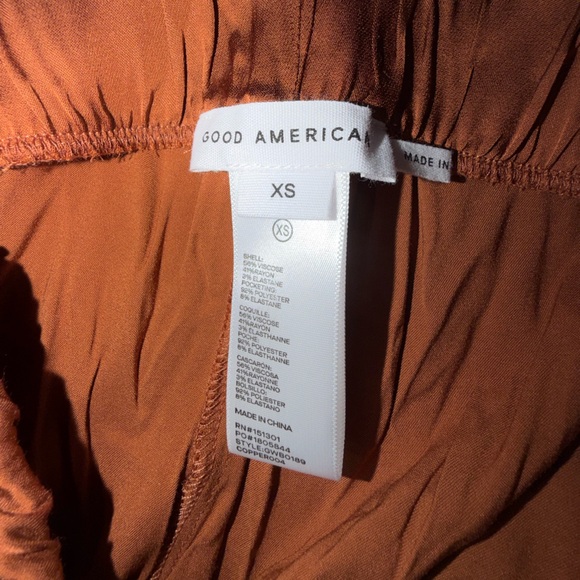 GOOD AMERICAN
MADE IN
XS
XS
SHELL:
56% VISCOSE
41%RAYON
3% ELASTANE
POCKETING:
92% POLYESTER
8% ELASTANE
COQUILLE:
56% VISCOSE
41%RAYON
3% ELASTHANNE
POCHE:
92% POLYESTER
8% ELASTHANNE
CASCARÓN:
56% VISCOSA
41%RAYONNE
3% ELASTANO
BOLSILLO:
92% POLIESTER
8% ELASTANO
MADE IN CHINA
RN#151301
PO#1805844
STYLE:GWB0189
COPPER004